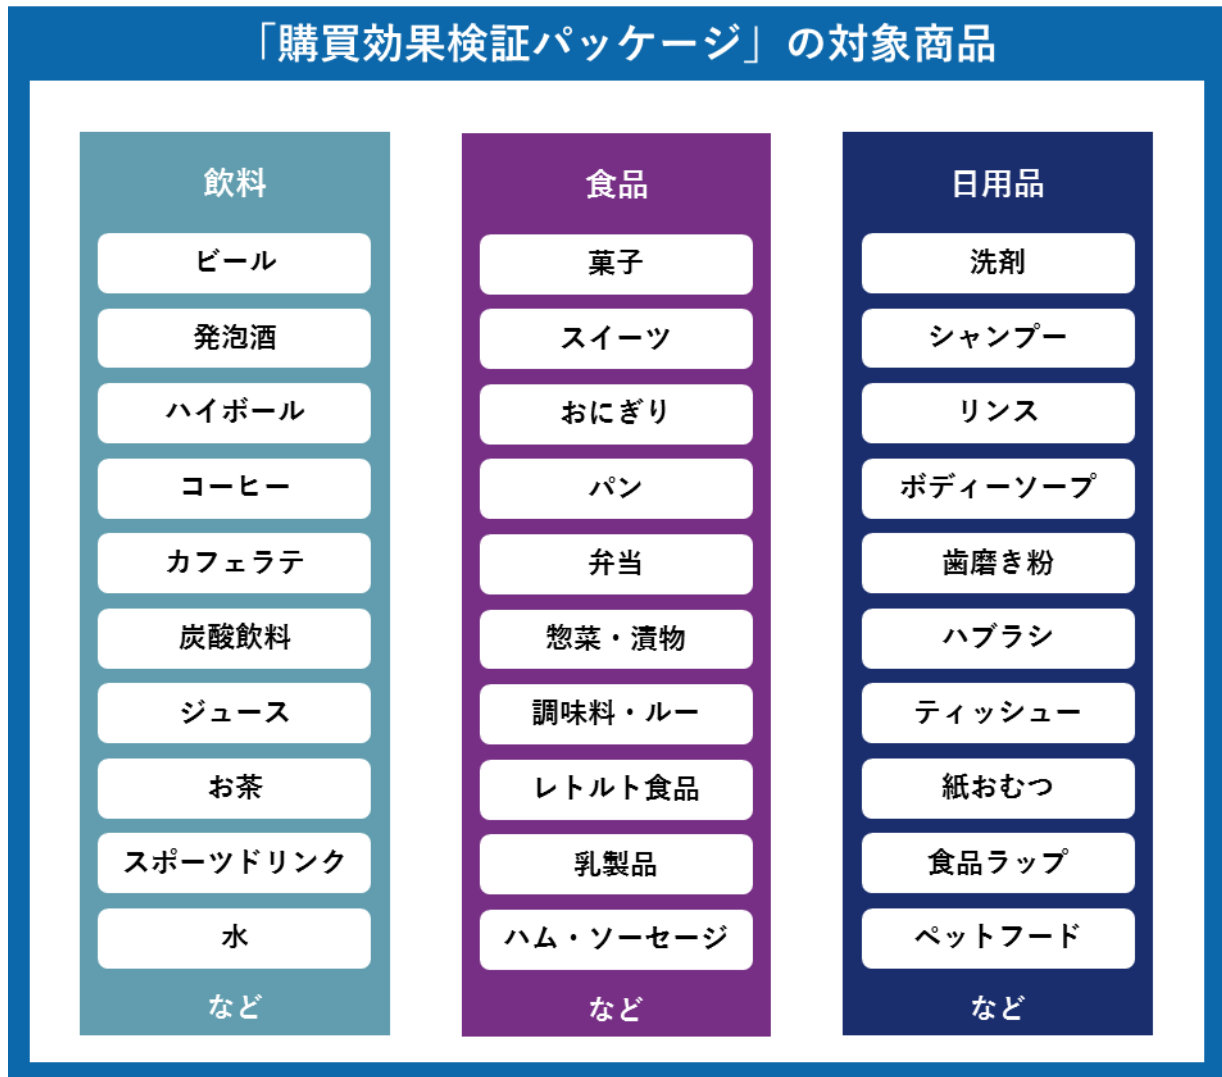 「購買効果検証パッケージ」の対象商品
飲料
ビール
発泡酒
ハイボール
コーヒー
カフェラテ
炭酸飲料
ジュース
お茶
スポーツドリンク
水
など
食品
菓子
スイーツ
おにぎり
パン
弁当
惣菜・漬物
調味料・ルー
レトルト食品
乳製品
ハム・ソーセージ
など
日用品
洗剤
シャンプー
リンス
ボディーソープ
歯磨き粉
ハブラシ
ティッシュー
紙おむつ
食品ラップ
ペットフード
など